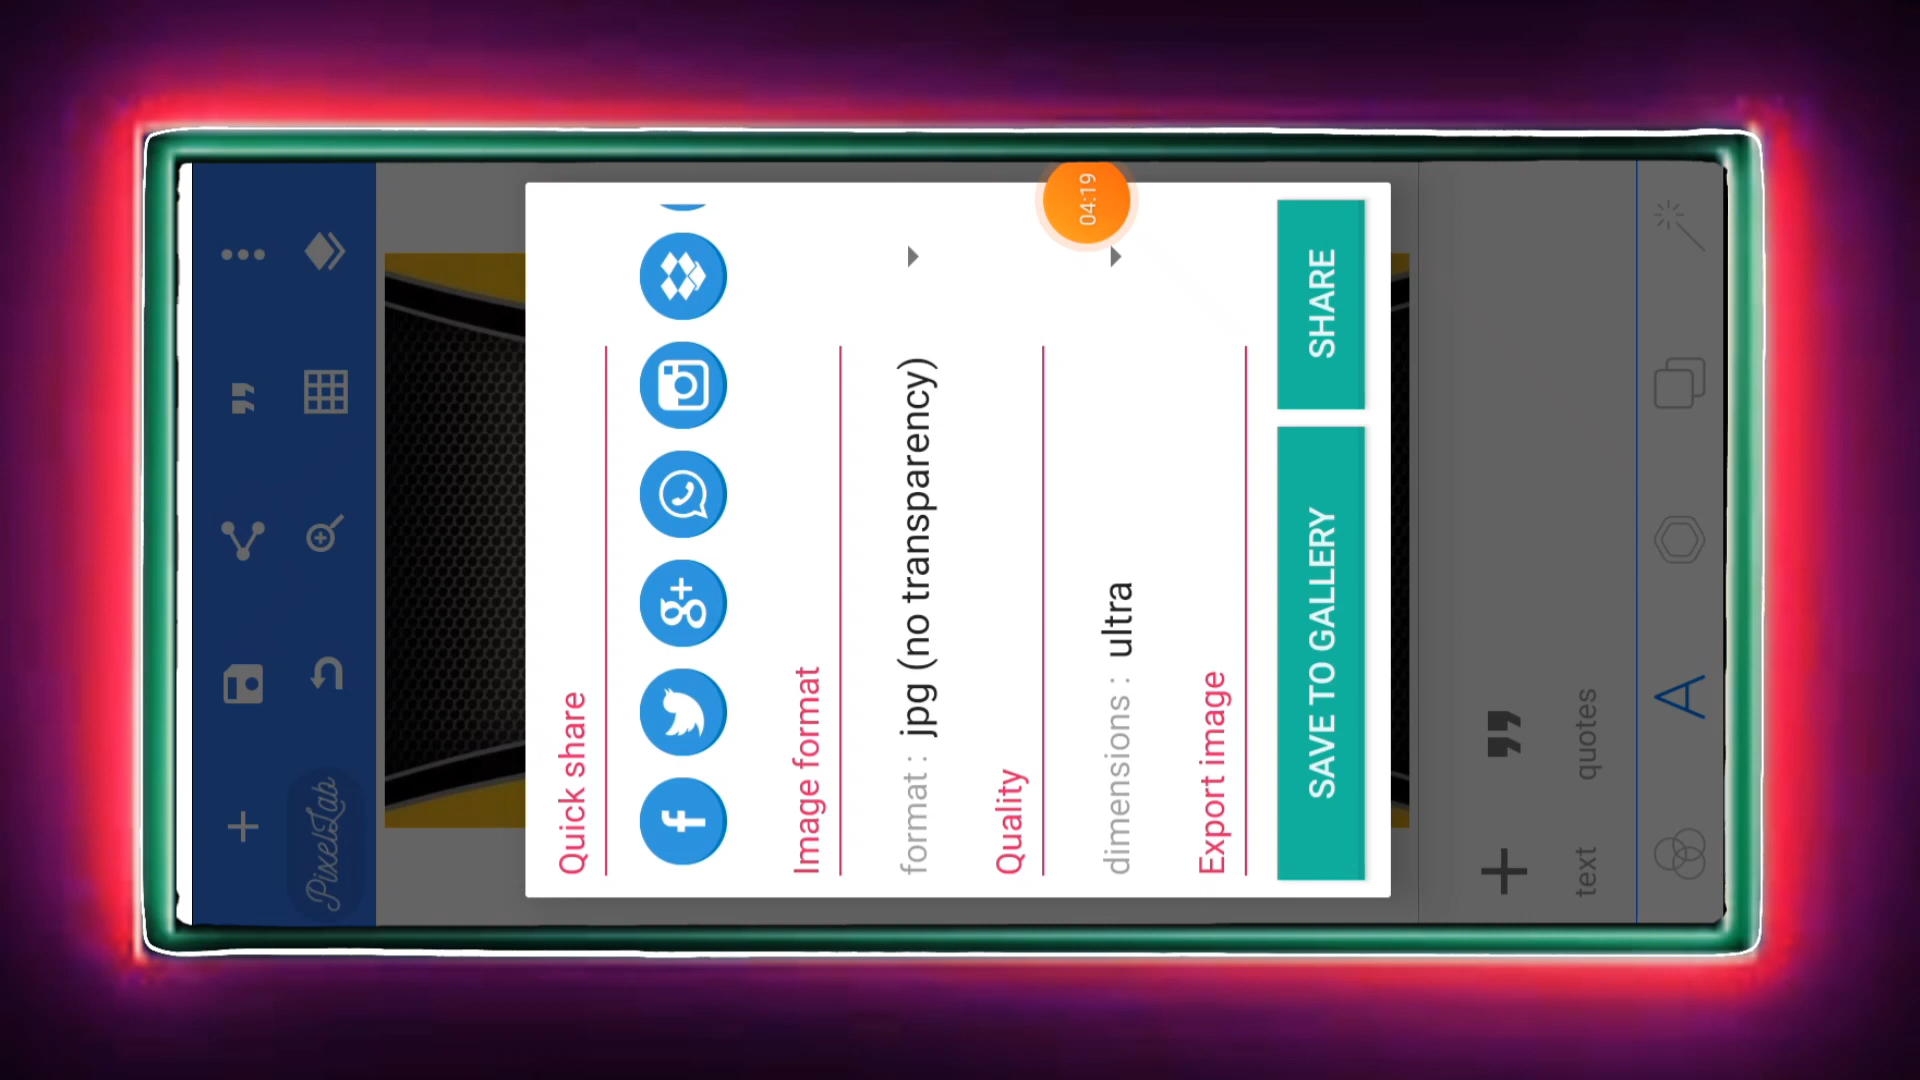 PixelLab
Quick share
Image format
format : jpg (no transparency)
Quality
dimensions : ultra
Export image
SAVE TO GALLERY
SHARE
04:19
text
quotes